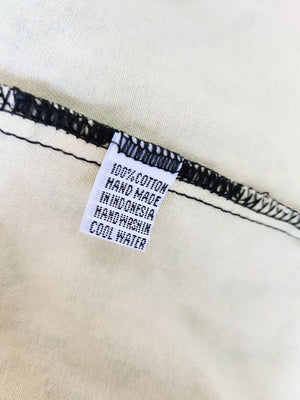 100% COTTON
HAND MADE
IN INDONESIA
HANDWASH IN
COOL WATER